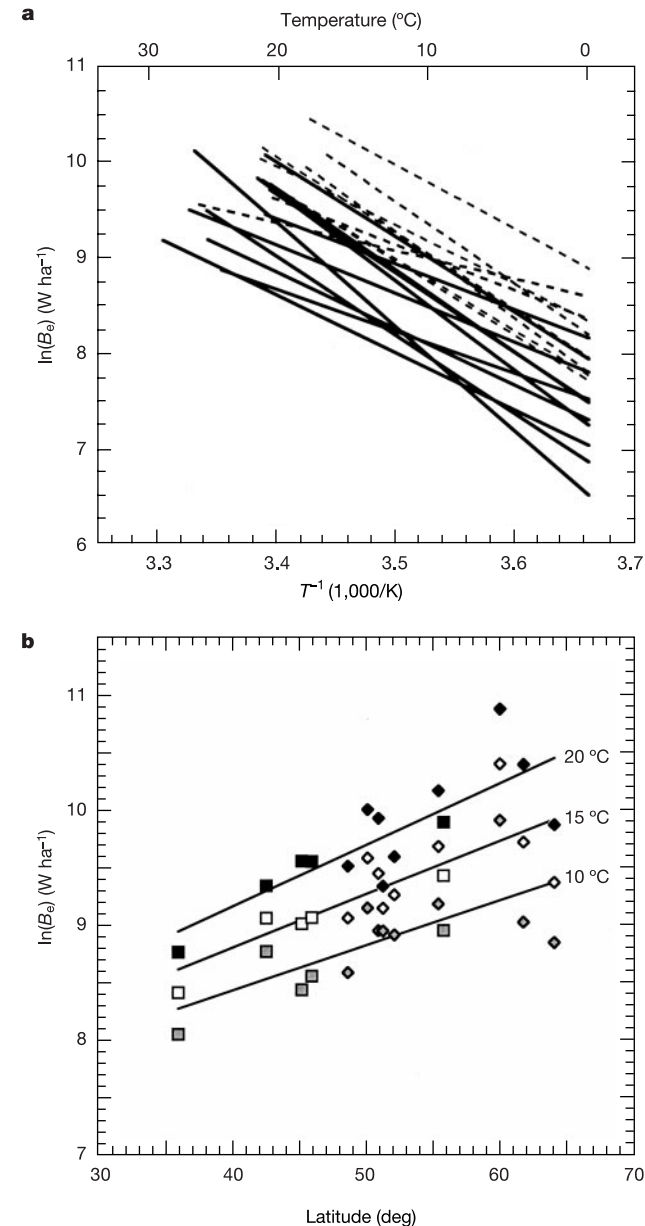 a
Temperature (ºC)
30 20 10 0
11
10
9
8
7
6
ln(Be) (W ha–1)
3.3 3.4 3.5 3.6 3.7
T–1 (1,000/K)
b
11
10
9
8
7
ln(Be) (W ha–1)
20 ºC
15 ºC
10 ºC
30 40 50 60 70
Latitude (deg)